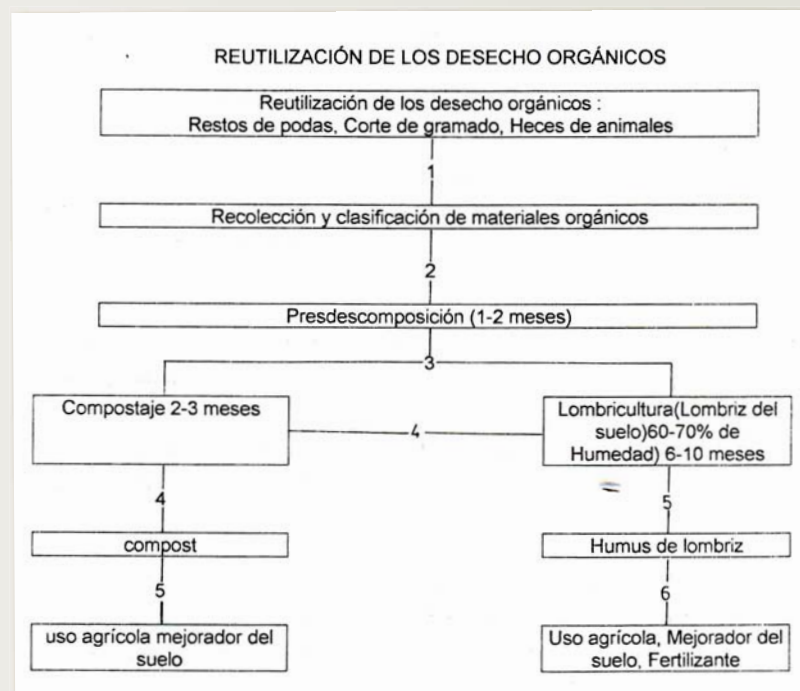 REUTILIZACIÓN DE LOS DESECHO ORGÁNICOS
Reutilización de los desecho orgánicos :
Restos de podas, Corte de gramado, Heces de animales
1
Recolección y clasificación de materiales orgánicos
2
Presdescomposición (1-2 meses)
3
Compostaje 2-3 meses
4
Lombricultura(Lombriz del
suelo)60-70% de
Humedad) 6-10 meses
4
5
compost
Humus de lombriz
5
6
uso agrícola mejorador del
suelo
Uso agrícola, Mejorador del
suelo, Fertilizante